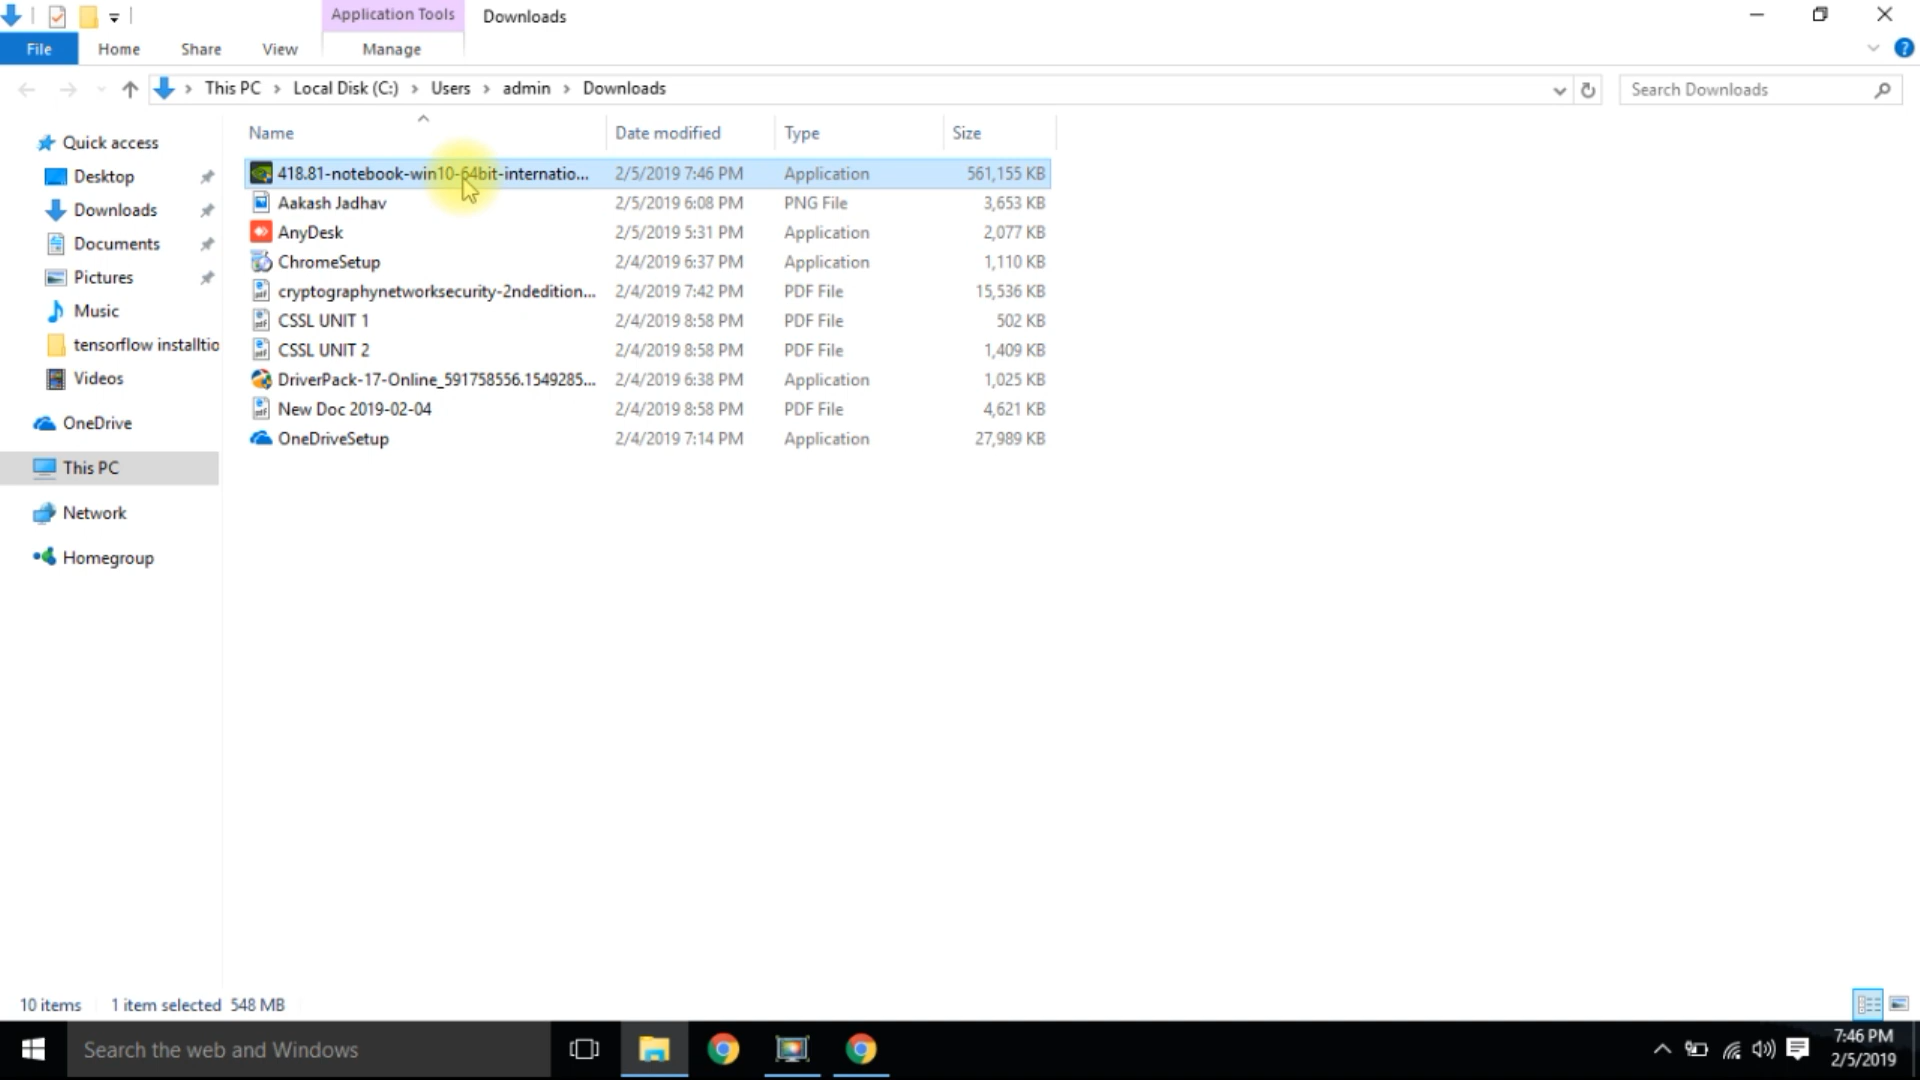 Application Tools
Downloads
File
Home
Share
View
Manage
This PC
Local Disk (C:)
Users
admin
Downloads
Search Downloads
Name
Date modified
Type
Size
Quick access
Desktop
Downloads
Documents
Pictures
Music
tensorflow installtio
Videos
OneDrive
This PC
Network
Homegroup
418.81-notebook-win10-64bit-internatio... 2/5/2019 7:46 PM Application 561,155 KB
Aakash Jadhav 2/5/2019 6:08 PM PNG File 3,653 KB
AnyDesk 2/5/2019 5:31 PM Application 2,077 KB
ChromeSetup 2/4/2019 6:37 PM Application 1,110 KB
cryptographynetworksecurity-2ndedition... 2/4/2019 7:42 PM PDF File 15,536 KB
CSSL UNIT 1 2/4/2019 8:58 PM PDF File 502 KB
CSSL UNIT 2 2/4/2019 8:58 PM PDF File 1,409 KB
DriverPack-17-Online_591758556.1549285... 2/4/2019 6:38 PM Application 1,025 KB
New Doc 2019-02-04 2/4/2019 8:58 PM PDF File 4,621 KB
OneDriveSetup 2/4/2019 7:14 PM Application 27,989 KB
10 items 1 item selected 548 MB
Search the web and Windows
7:46 PM
2/5/2019